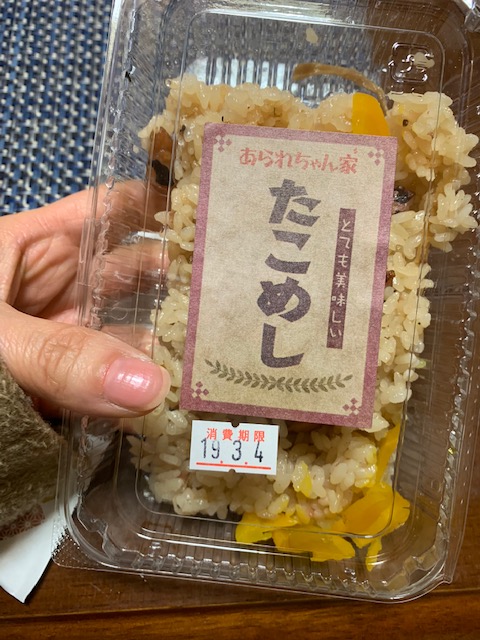 あられちゃん家
とても美味しい
たこめし
消費期限
19.3.4